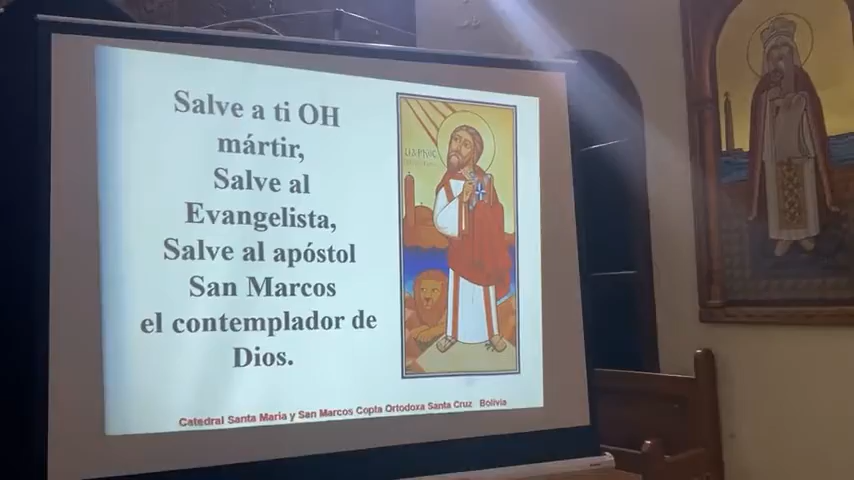 Salve a ti OH
mártir,
Salve al
Evangelista,
Salve al apóstol
San Marcos
el contemplador de
Dios.
Catedral Santa Maria y San Marcos Copta Ortodoxa Santa Cruz Bolivia